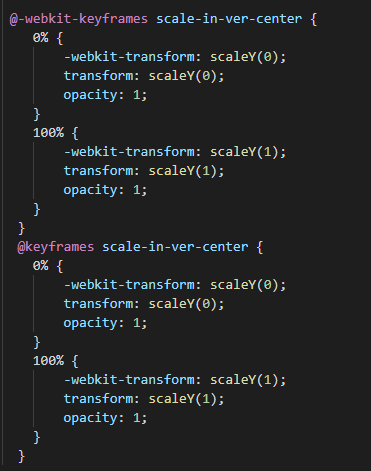 @-webkit-keyframes scale-in-ver-center {
0% {
-webkit-transform: scaleY(0);
transform: scaleY(0);
opacity: 1;
}
100% {
-webkit-transform: scaleY(1);
transform: scaleY(1);
opacity: 1;
}
}
@keyframes scale-in-ver-center {
0% {
-webkit-transform: scaleY(0);
transform: scaleY(0);
opacity: 1;
}
100% {
-webkit-transform: scaleY(1);
transform: scaleY(1);
opacity: 1;
}
}